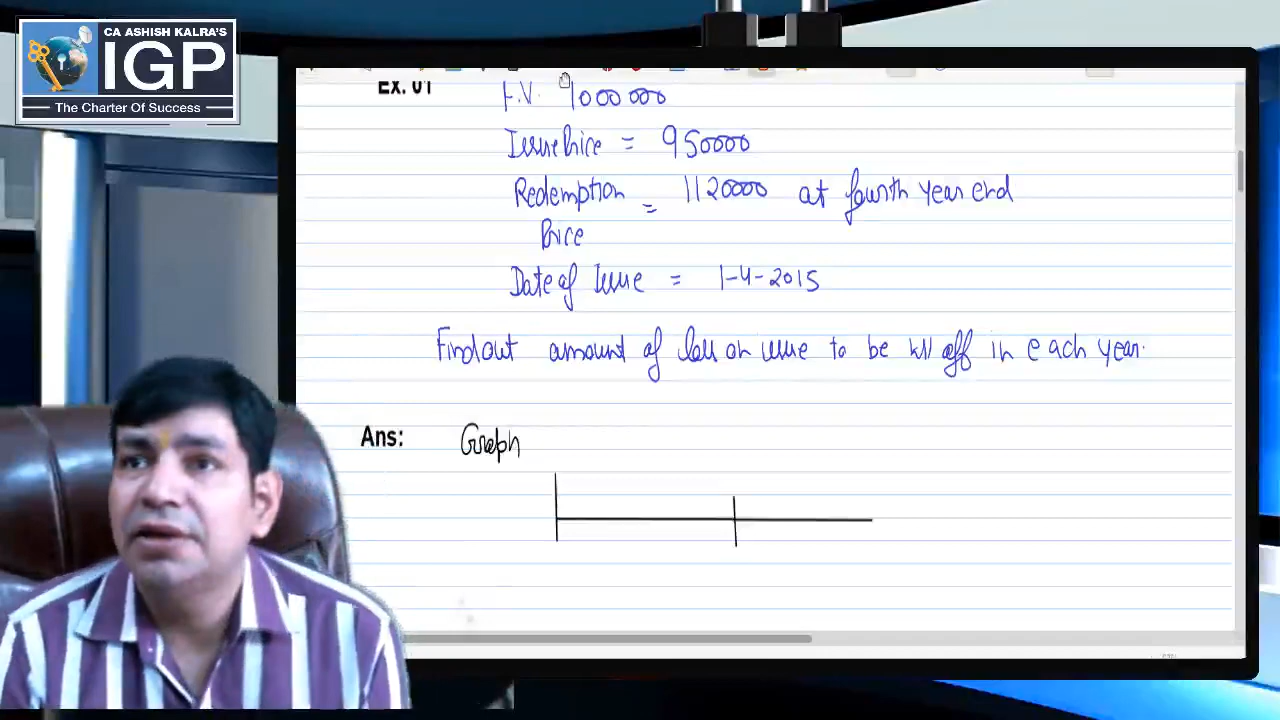 CA ASHISH KALRA'S
IGP
The Charter Of Success
Ex. 01
F.V. 1000000
Issue Price = 950000
Redemption = 1120000 at fourth year end
Price
Date of Issue = 1-4-2015
Find out amount of loss on issue to be w/off in each year.
Ans: Graph